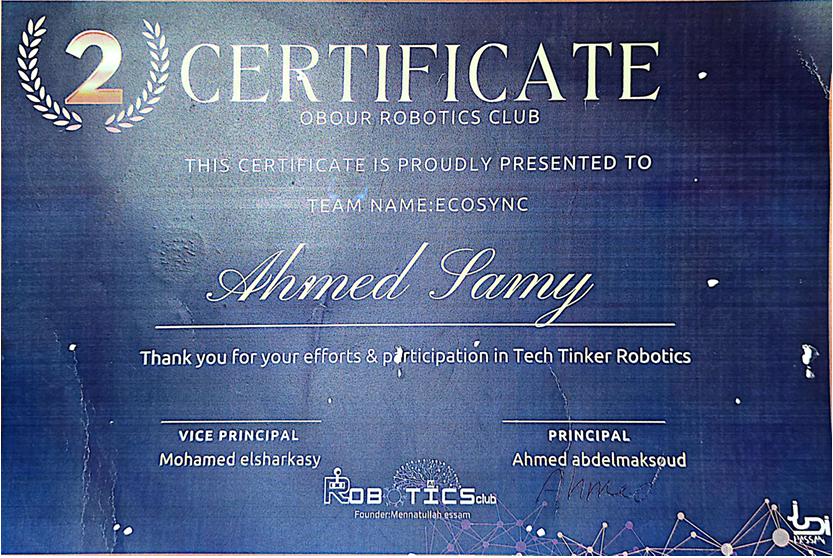 2 CERTIFICATE
OBOUR ROBOTICS CLUB
THIS CERTIFICATE IS PROUDLY PRESENTED TO
TEAM NAME:ECOSYNC
Ahmed Samy
Thank you for your efforts & participation in Tech Tinker Robotics
VICE PRINCIPAL
Mohamed elsharkasy
PRINCIPAL
Ahmed abdelmaksoud
Ahmed
ROBOTICS club
Founder:Mennatullah essam